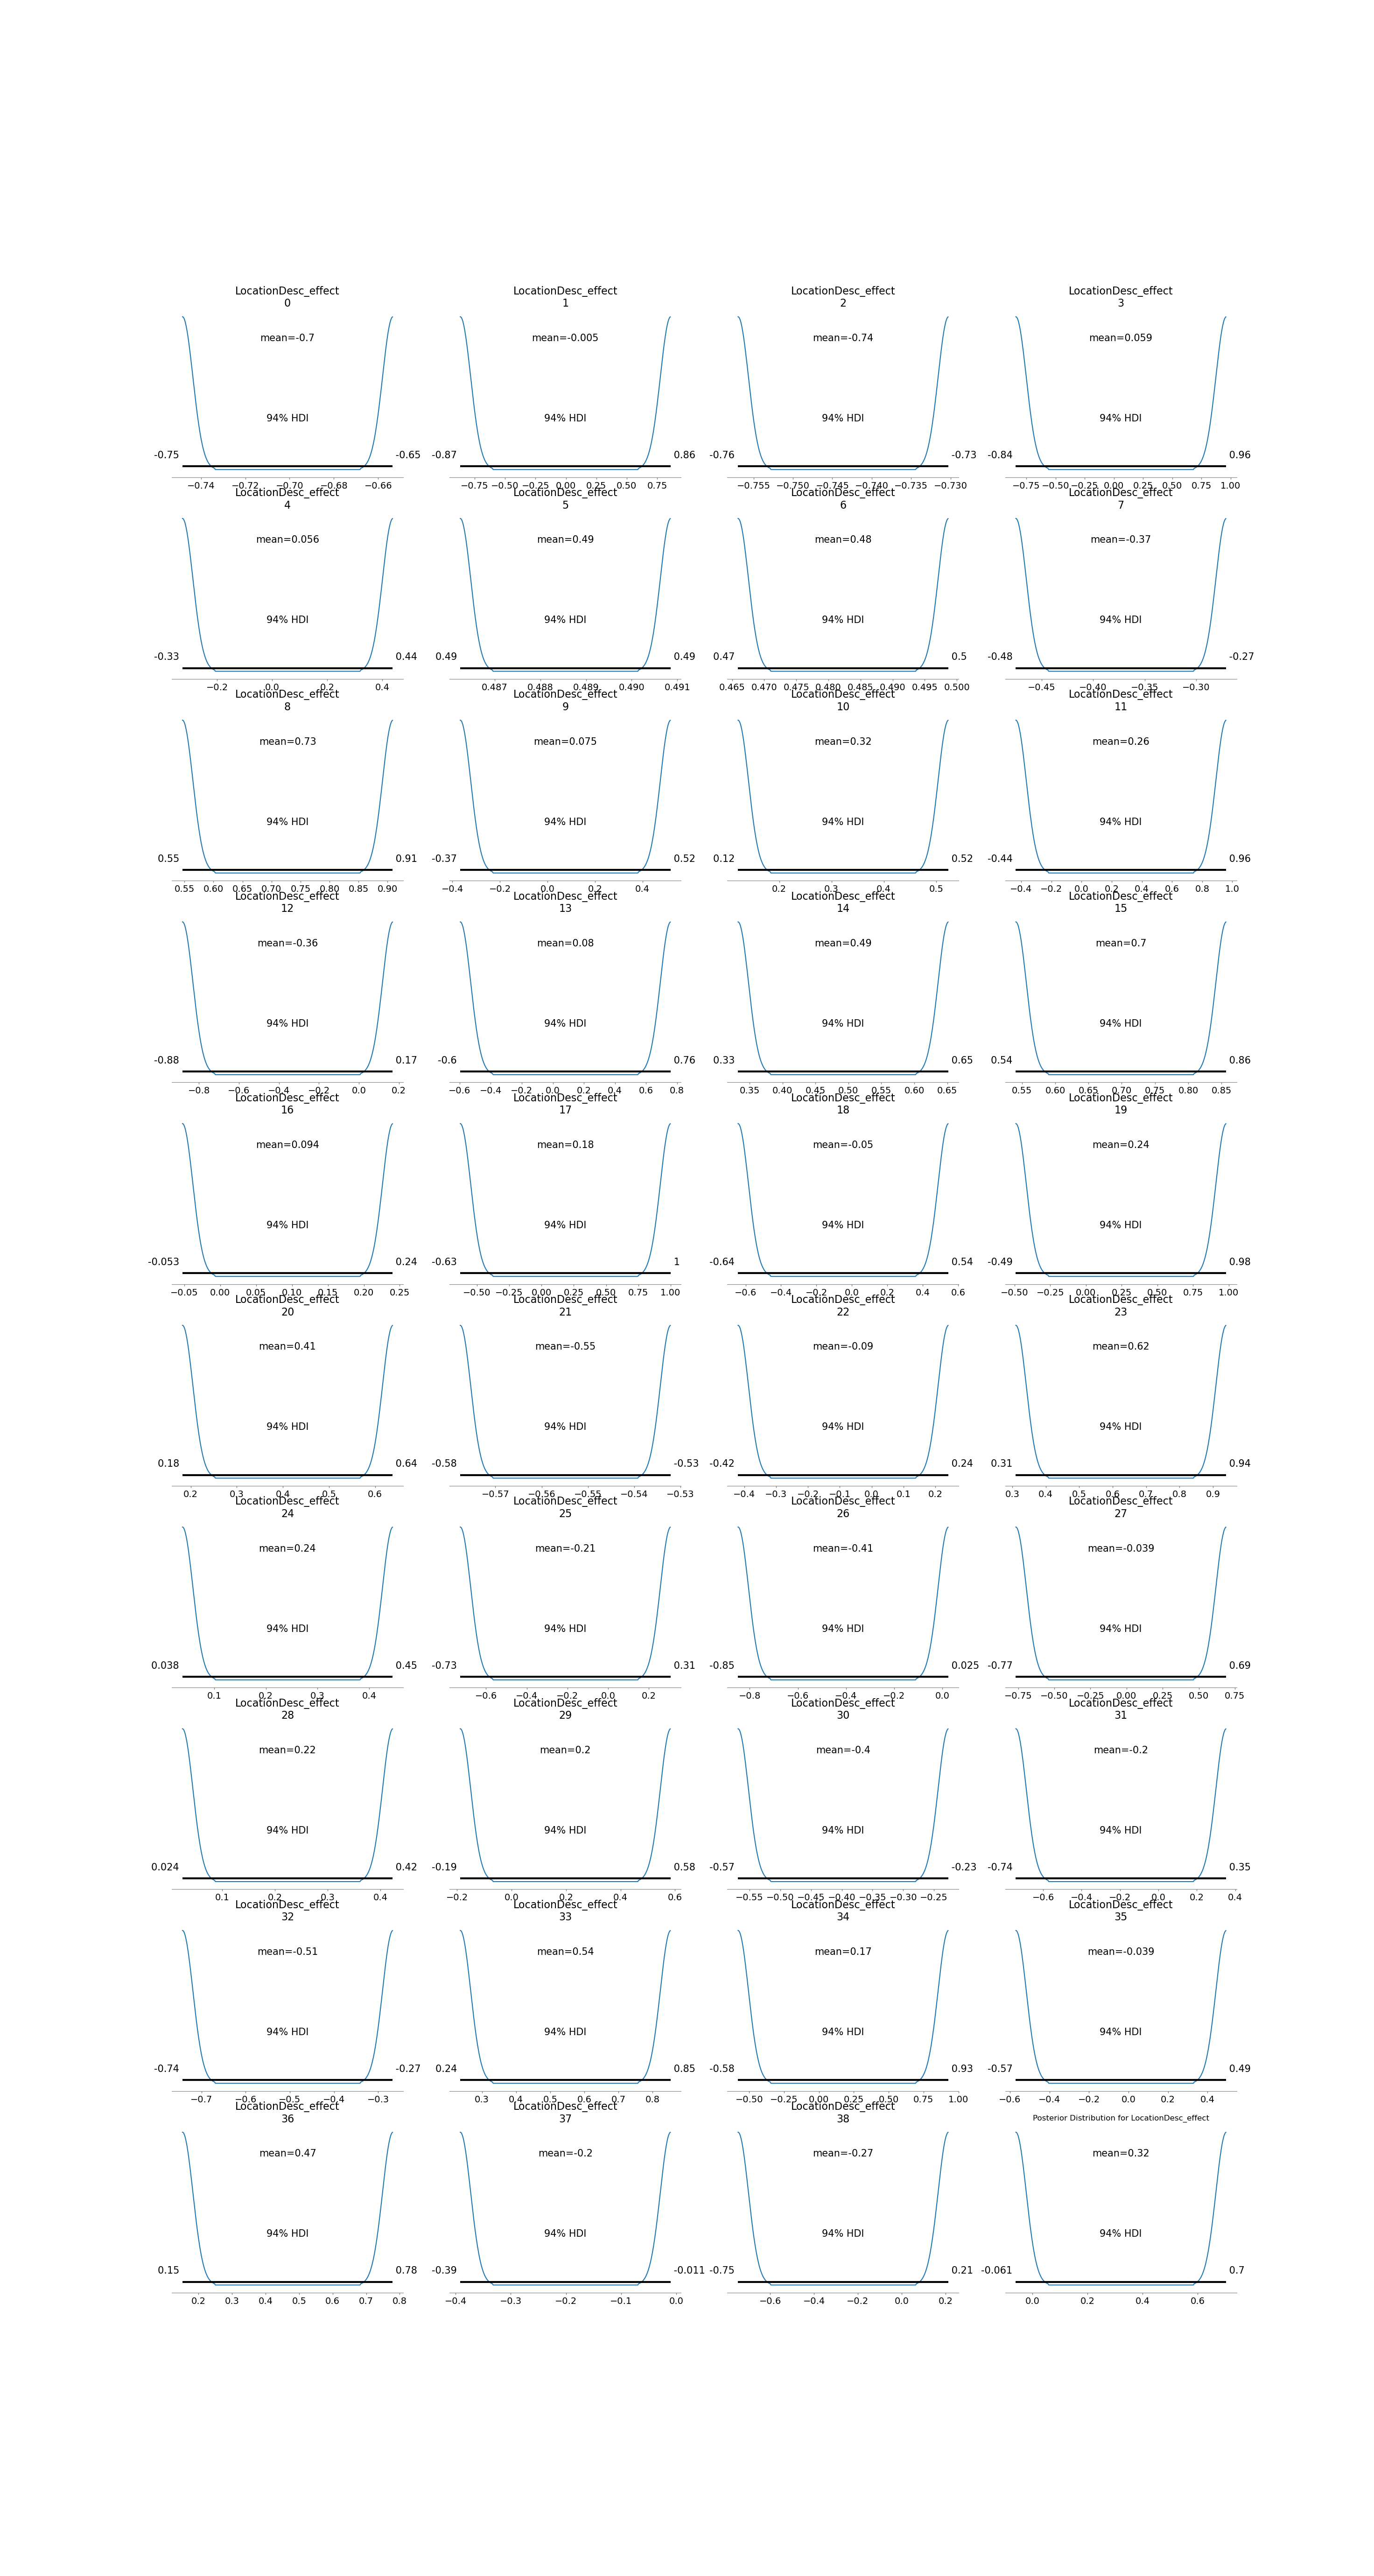 LocationDesc_effect LocationDesc_effect LocationDesc_effect LocationDesc_effect
0 1 2 3
mean=-0.7 mean=-0.005 mean=-0.74 mean=0.059
94% HDI 94% HDI 94% HDI 94% HDI
-0.75 -0.65 -0.87 0.86 -0.76 -0.73 -0.84 0.96
−0.74 −0.72 −0.70 −0.68 −0.66 −0.75 −0.50 −0.25 0.00 0.25 0.50 0.75 −0.755 −0.750 −0.745 −0.740 −0.735 −0.730 −0.75 −0.50 −0.25 0.00 0.25 0.50 0.75 1.00
LocationDesc_effect LocationDesc_effect LocationDesc_effect LocationDesc_effect
4 5 6 7
mean=0.056 mean=0.49 mean=0.48 mean=-0.37
94% HDI 94% HDI 94% HDI 94% HDI
-0.33 0.44 0.49 0.49 0.47 0.5 -0.48 -0.27
−0.2 0.0 0.2 0.4 0.487 0.488 0.489 0.490 0.491 0.465 0.470 0.475 0.480 0.485 0.490 0.495 0.500 −0.45 −0.40 −0.35 −0.30
LocationDesc_effect LocationDesc_effect LocationDesc_effect LocationDesc_effect
8 9 10 11
mean=0.73 mean=0.075 mean=0.32 mean=0.26
94% HDI 94% HDI 94% HDI 94% HDI
0.55 0.91 -0.37 0.52 0.12 0.52 -0.44 0.96
0.55 0.60 0.65 0.70 0.75 0.80 0.85 0.90 −0.4 −0.2 0.0 0.2 0.4 0.2 0.3 0.4 0.5 −0.4 −0.2 0.0 0.2 0.4 0.6 0.8 1.0
LocationDesc_effect LocationDesc_effect LocationDesc_effect LocationDesc_effect
12 13 14 15
mean=-0.36 mean=0.08 mean=0.49 mean=0.7
94% HDI 94% HDI 94% HDI 94% HDI
-0.88 0.17 -0.6 0.76 0.33 0.65 0.54 0.86
−0.8 −0.6 −0.4 −0.2 0.0 0.2 −0.6 −0.4 −0.2 0.0 0.2 0.4 0.6 0.8 0.35 0.40 0.45 0.50 0.55 0.60 0.65 0.55 0.60 0.65 0.70 0.75 0.80 0.85
LocationDesc_effect LocationDesc_effect LocationDesc_effect LocationDesc_effect
16 17 18 19
mean=0.094 mean=0.18 mean=-0.05 mean=0.24
94% HDI 94% HDI 94% HDI 94% HDI
-0.053 0.24 -0.63 1 -0.64 0.54 -0.49 0.98
−0.05 0.00 0.05 0.10 0.15 0.20 0.25 −0.50 −0.25 0.00 0.25 0.50 0.75 1.00 −0.6 −0.4 −0.2 0.0 0.2 0.4 0.6 −0.50 −0.25 0.00 0.25 0.50 0.75 1.00
LocationDesc_effect LocationDesc_effect LocationDesc_effect LocationDesc_effect
20 21 22 23
mean=0.41 mean=-0.55 mean=-0.09 mean=0.62
94% HDI 94% HDI 94% HDI 94% HDI
0.18 0.64 -0.58 -0.53 -0.42 0.24 0.31 0.94
0.2 0.3 0.4 0.5 0.6 −0.57 −0.56 −0.55 −0.54 −0.53 −0.4 −0.3 −0.2 −0.1 0.0 0.1 0.2 0.3 0.4 0.5 0.6 0.7 0.8 0.9
LocationDesc_effect LocationDesc_effect LocationDesc_effect LocationDesc_effect
24 25 26 27
mean=0.24 mean=-0.21 mean=-0.41 mean=-0.039
94% HDI 94% HDI 94% HDI 94% HDI
0.038 0.45 -0.73 0.31 -0.85 0.025 -0.77 0.69
0.1 0.2 0.3 0.4 −0.6 −0.4 −0.2 0.0 0.2 −0.8 −0.6 −0.4 −0.2 0.0 −0.75 −0.50 −0.25 0.00 0.25 0.50 0.75
LocationDesc_effect LocationDesc_effect LocationDesc_effect LocationDesc_effect
28 29 30 31
mean=0.22 mean=0.2 mean=-0.4 mean=-0.2
94% HDI 94% HDI 94% HDI 94% HDI
0.024 0.42 -0.19 0.58 -0.57 -0.23 -0.74 0.35
0.1 0.2 0.3 0.4 −0.2 0.0 0.2 0.4 0.6 −0.55 −0.50 −0.45 −0.40 −0.35 −0.30 −0.25 −0.6 −0.4 −0.2 0.0 0.2 0.4
LocationDesc_effect LocationDesc_effect LocationDesc_effect LocationDesc_effect
32 33 34 35
mean=-0.51 mean=0.54 mean=0.17 mean=-0.039
94% HDI 94% HDI 94% HDI 94% HDI
-0.74 -0.27 0.24 0.85 -0.58 0.93 -0.57 0.49
−0.7 −0.6 −0.5 −0.4 −0.3 0.3 0.4 0.5 0.6 0.7 0.8 −0.50 −0.25 0.00 0.25 0.50 0.75 1.00 −0.6 −0.4 −0.2 0.0 0.2 0.4
LocationDesc_effect LocationDesc_effect LocationDesc_effect Posterior Distribution for LocationDesc_effect
36 37 38
mean=0.47 mean=-0.2 mean=-0.27 mean=0.32
94% HDI 94% HDI 94% HDI 94% HDI
0.15 0.78 -0.39 -0.011 -0.75 0.21 -0.061 0.7
0.2 0.3 0.4 0.5 0.6 0.7 0.8 −0.4 −0.3 −0.2 −0.1 0.0 −0.6 −0.4 −0.2 0.0 0.2 0.0 0.2 0.4 0.6